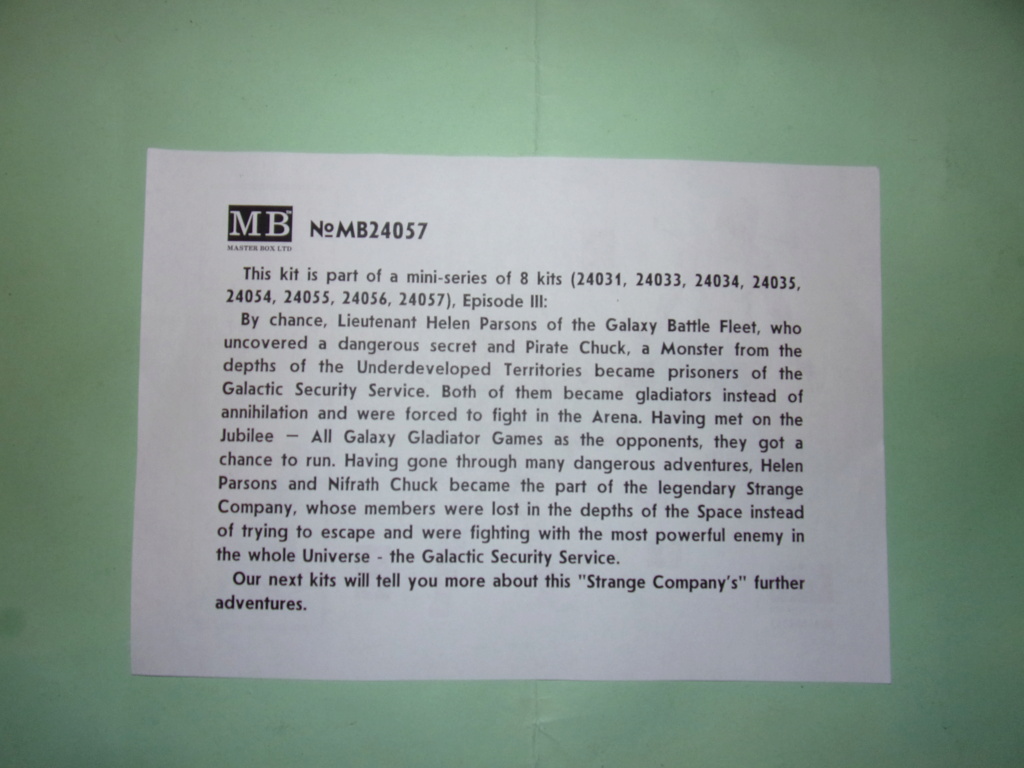 MB
MASTER BOX LTD
№MB24057
This kit is part of a mini-series of 8 kits (24031, 24033, 24034, 24035,
24054, 24055, 24056, 24057), Episode III:
By chance, Lieutenant Helen Parsons of the Galaxy Battle Fleet, who
uncovered a dangerous secret and Pirate Chuck, a Monster from the
depths of the Underdeveloped Territories became prisoners of the
Galactic Security Service. Both of them became gladiators instead of
annihilation and were forced to fight in the Arena. Having met on the
Jubilee – All Galaxy Gladiator Games as the opponents, they got a
chance to run. Having gone through many dangerous adventures, Helen
Parsons and Nifrath Chuck became the part of the legendary Strange
Company, whose members were lost in the depths of the Space instead
of trying to escape and were fighting with the most powerful enemy in
the whole Universe - the Galactic Security Service.
Our next kits will tell you more about this "Strange Company's" further
adventures.